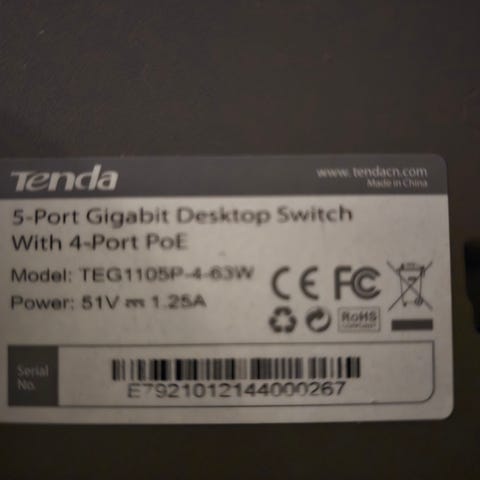 Tenda
www.tendacn.com
Made in China
5-Port Gigabit Desktop Switch
With 4-Port PoE
Model: TEG1105P-4-63W
Power: 51V ⎓ 1.25A
CE FC
RoHS
COMPLIANT
Serial
No.
E7921012144000267